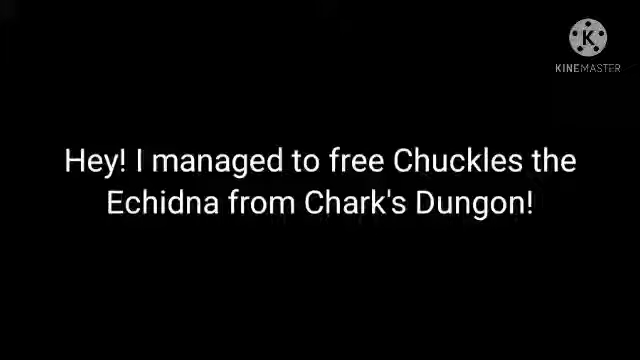 KINEMASTER
Hey! I managed to free Chuckles the
Echidna from Chark's Dungon!